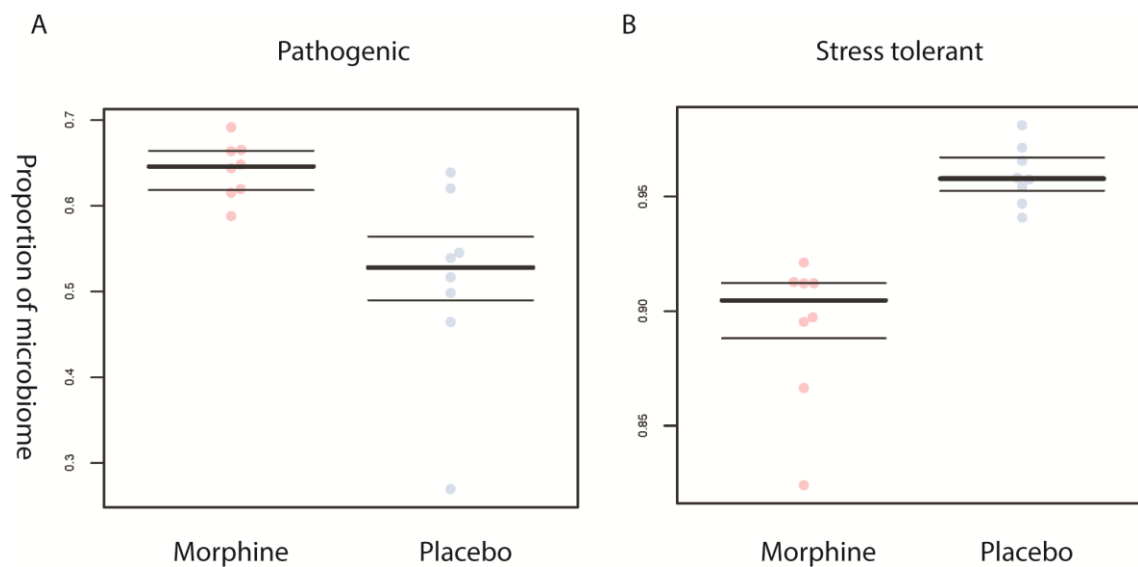 A
Pathogenic
B
Stress tolerant
Proportion of microbiome
0.7
0.6
0.5
0.4
0.3
0.95
0.90
0.85
Morphine
Placebo
Morphine
Placebo